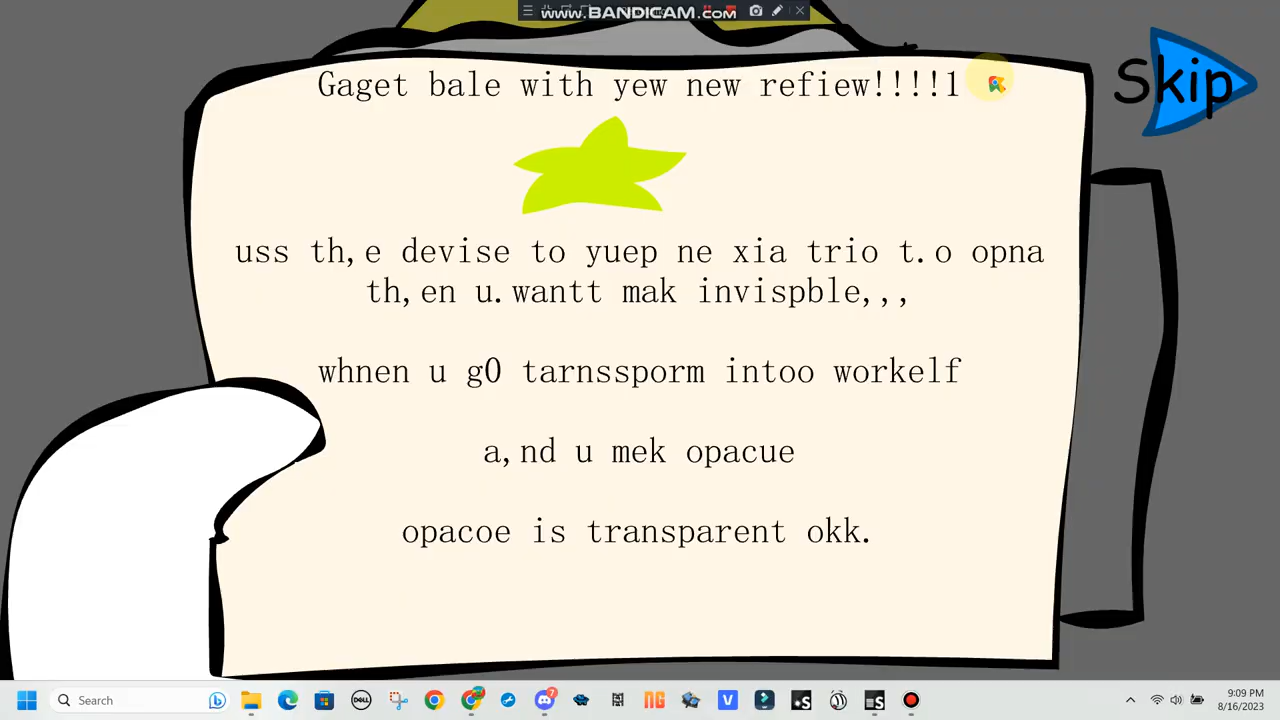 www.BANDICAM.com
Gaget bale with yew new refiew!!!!1
Skip
uss th,e devise to yuep ne xia trio t.o opna
th,en u.wantt mak invispble,,,
whnen u g0 tarnssporm intoo workelf
a,nd u mek opacue
opacoe is transparent okk.
Search
DELL
NG
V
S
S
9:09 PM
8/16/2023